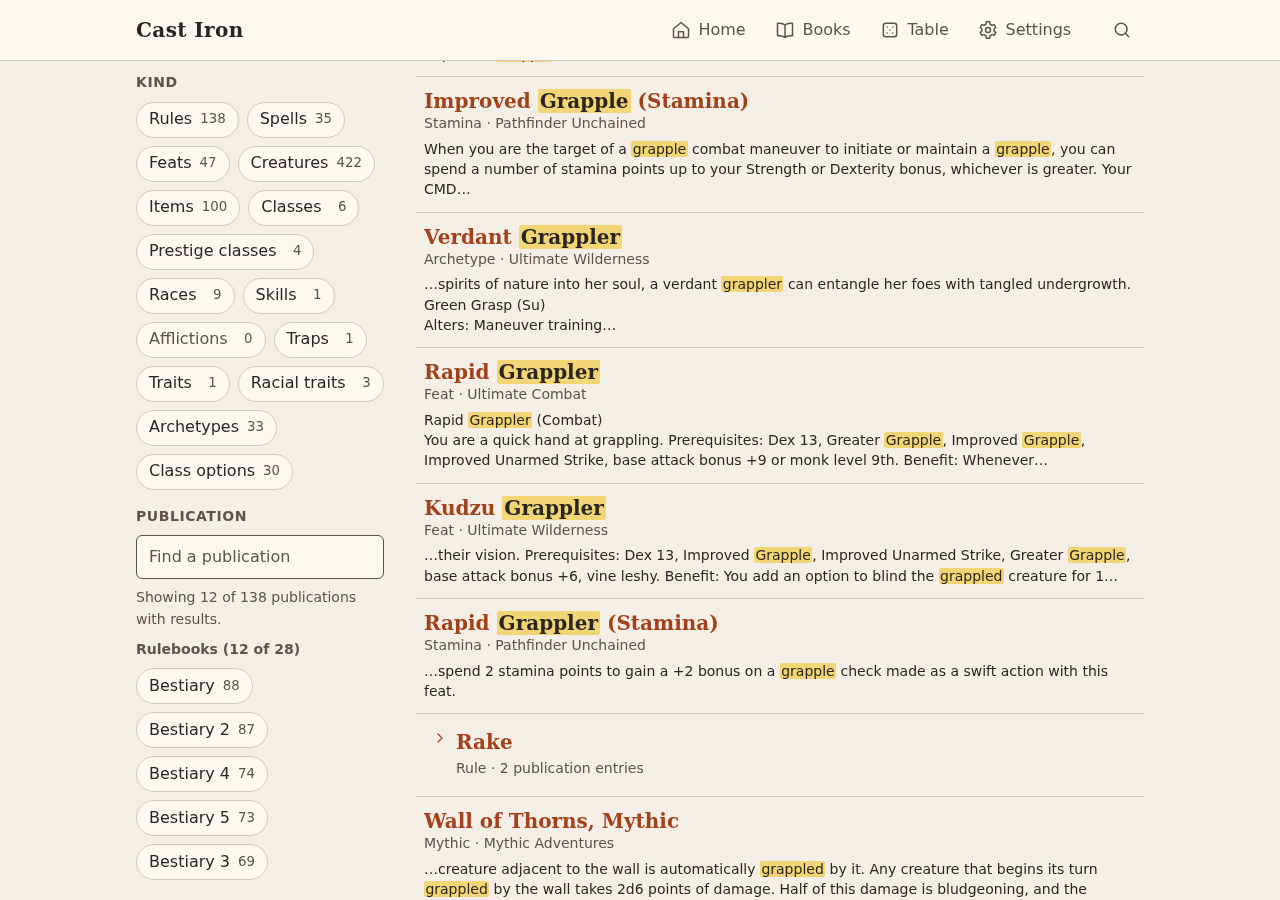 Cast Iron
Home
Books
Table
Settings
KIND
Rules 138
Spells 35
Feats 47
Creatures 422
Items 100
Classes 6
Prestige classes 4
Races 9
Skills 1
Afflictions 0
Traps 1
Traits 1
Racial traits 3
Archetypes 33
Class options 30
PUBLICATION
Find a publication
Showing 12 of 138 publications
with results.
Rulebooks (12 of 28)
Bestiary 88
Bestiary 2 87
Bestiary 4 74
Bestiary 5 73
Bestiary 3 69
Improved Grapple (Stamina)
Stamina · Pathfinder Unchained
When you are the target of a grapple combat maneuver to initiate or maintain a grapple, you can
spend a number of stamina points up to your Strength or Dexterity bonus, whichever is greater. Your
CMD…
Verdant Grappler
Archetype · Ultimate Wilderness
…spirits of nature into her soul, a verdant grappler can entangle her foes with tangled undergrowth.
Green Grasp (Su)
Alters: Maneuver training…
Rapid Grappler
Feat · Ultimate Combat
Rapid Grappler (Combat)
You are a quick hand at grappling. Prerequisites: Dex 13, Greater Grapple, Improved Grapple,
Improved Unarmed Strike, base attack bonus +9 or monk level 9th. Benefit: Whenever…
Kudzu Grappler
Feat · Ultimate Wilderness
…their vision. Prerequisites: Dex 13, Improved Grapple, Improved Unarmed Strike, Greater Grapple,
base attack bonus +6, vine leshy. Benefit: You add an option to blind the grappled creature for 1…
Rapid Grappler (Stamina)
Stamina · Pathfinder Unchained
…spend 2 stamina points to gain a +2 bonus on a grapple check made as a swift action with this
feat.
Rake
Rule · 2 publication entries
Wall of Thorns, Mythic
Mythic · Mythic Adventures
…creature adjacent to the wall is automatically grappled by it. Any creature that begins its turn
grappled by the wall takes 2d6 points of damage. Half of this damage is bludgeoning, and the